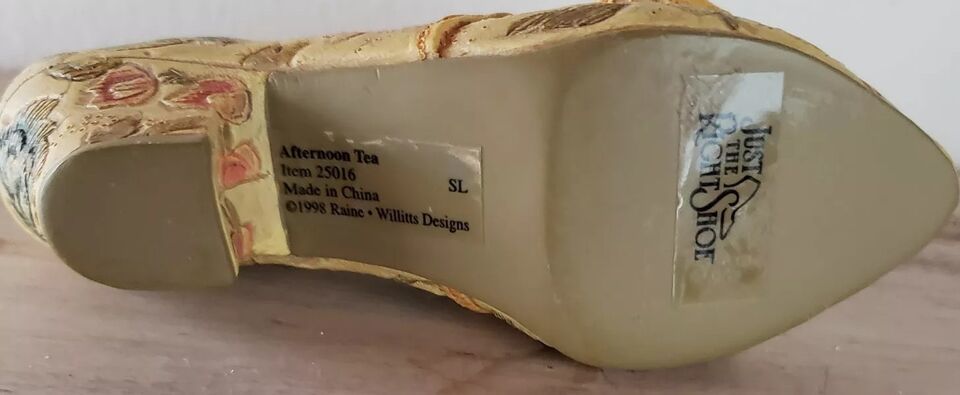 Afternoon Tea
Item 25016
Made in China
©1998 Raine • Willitts Designs
SL
JUST
THE
RIGHT SHOE